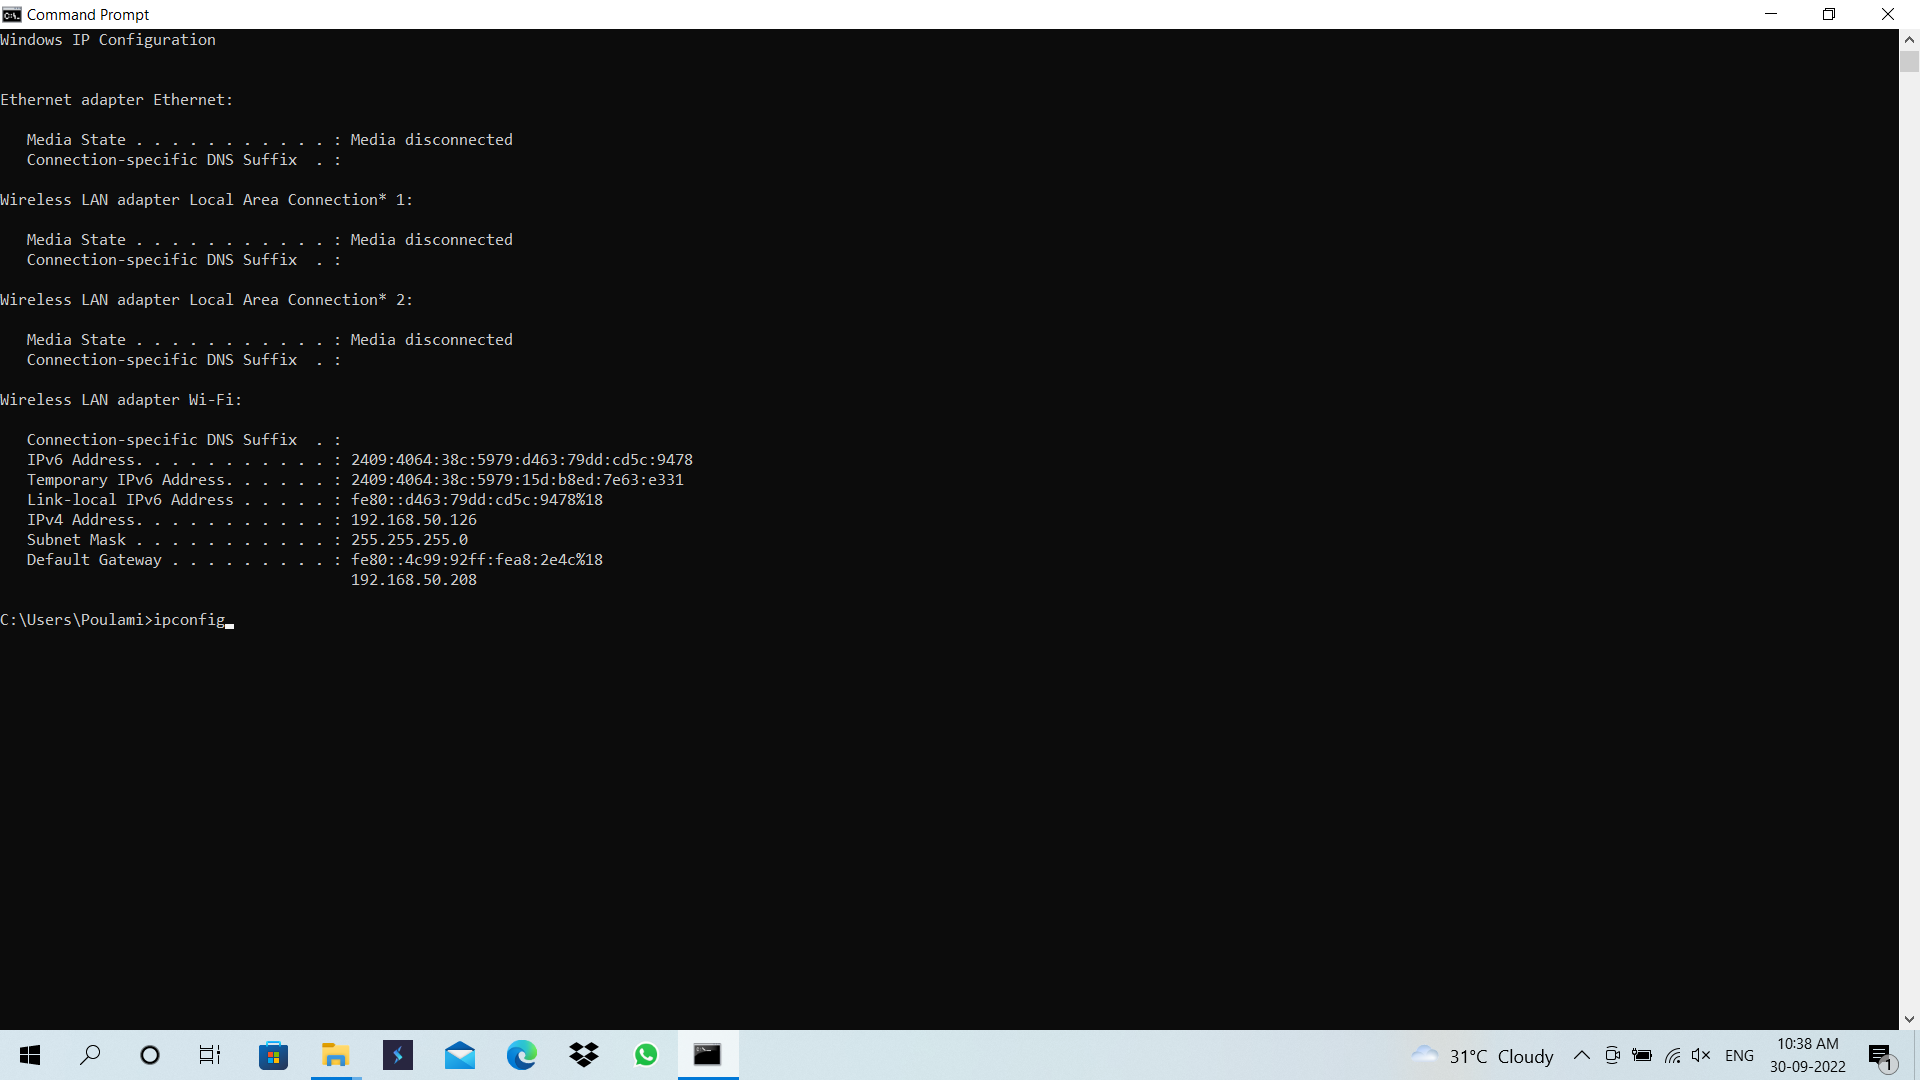 Command Prompt
Windows IP Configuration
Ethernet adapter Ethernet:
Media State . . . . . . . . . . . : Media disconnected
Connection-specific DNS Suffix  . :
Wireless LAN adapter Local Area Connection* 1:
Media State . . . . . . . . . . . : Media disconnected
Connection-specific DNS Suffix  . :
Wireless LAN adapter Local Area Connection* 2:
Media State . . . . . . . . . . . : Media disconnected
Connection-specific DNS Suffix  . :
Wireless LAN adapter Wi-Fi:
Connection-specific DNS Suffix  . :
IPv6 Address. . . . . . . . . . . : 2409:4064:38c:5979:d463:79dd:cd5c:9478
Temporary IPv6 Address. . . . . . : 2409:4064:38c:5979:15d:b8ed:7e63:e331
Link-local IPv6 Address . . . . . : fe80::d463:79dd:cd5c:9478%18
IPv4 Address. . . . . . . . . . . : 192.168.50.126
Subnet Mask . . . . . . . . . . . : 255.255.255.0
Default Gateway . . . . . . . . . : fe80::4c99:92ff:fea8:2e4c%18
192.168.50.208
C:\Users\Poulami>ipconfig
31°C Cloudy
ENG
10:38 AM
30-09-2022
1